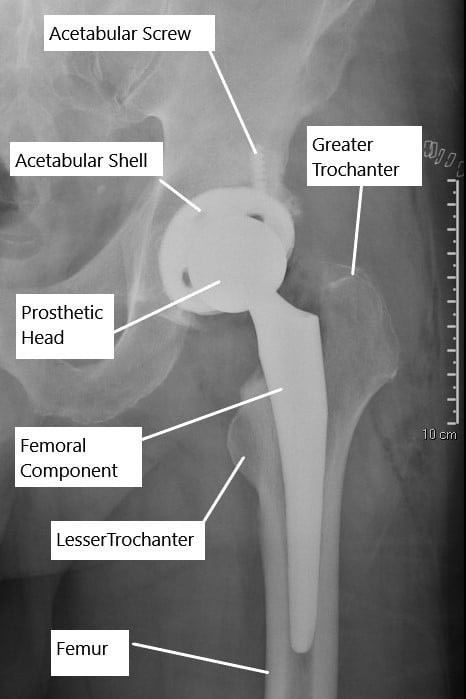 Acetabular Screw
Greater
Trochanter
Acetabular Shell
Prosthetic
Head
10 cm
Femoral
Component
LesserTrochanter
Femur